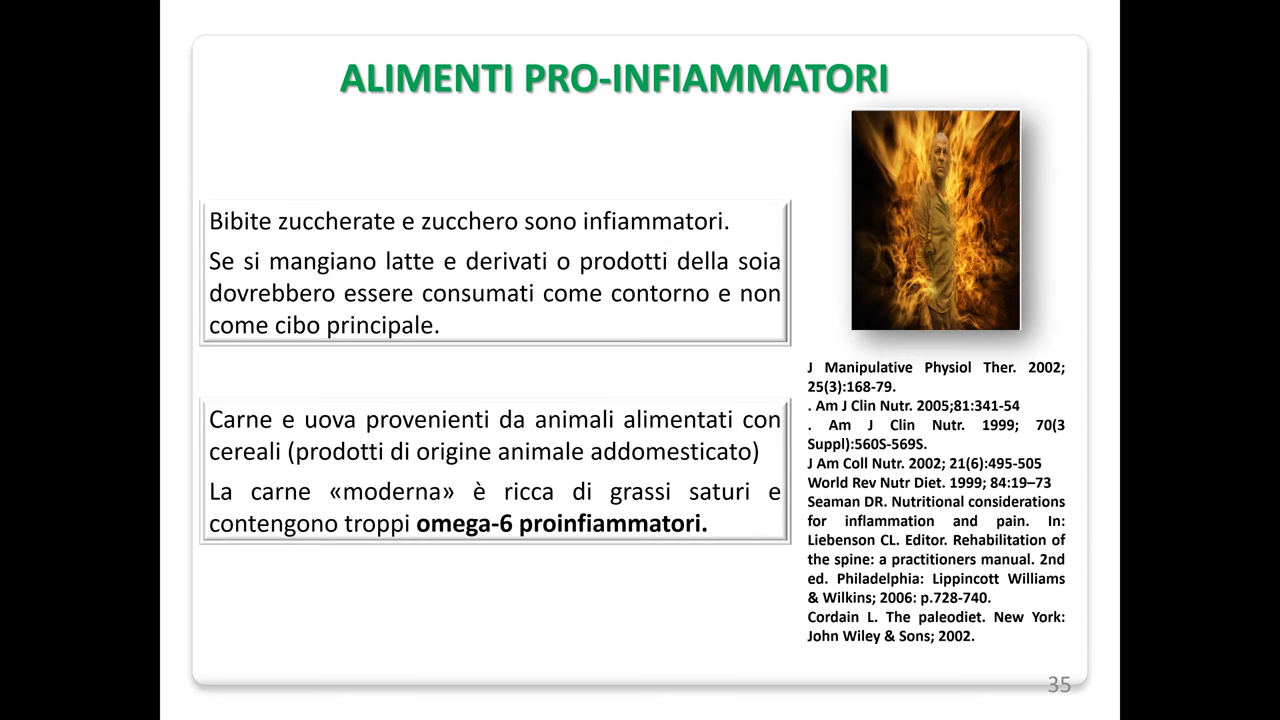 ALIMENTI PRO-INFIAMMATORI
Bibite zuccherate e zucchero sono infiammatori.
Se si mangiano latte e derivati o prodotti della soia
dovrebbero essere consumati come contorno e non
come cibo principale.
Carne e uova provenienti da animali alimentati con
cereali (prodotti di origine animale addomesticato)
La carne «moderna» è ricca di grassi saturi e
contengono troppi omega-6 proinfiammatori.
J Manipulative Physiol Ther. 2002;
25(3):168-79.
. Am J Clin Nutr. 2005;81:341-54
. Am J Clin Nutr. 1999; 70(3
Suppl):560S-569S.
J Am Coll Nutr. 2002; 21(6):495-505
World Rev Nutr Diet. 1999; 84:19–73
Seaman DR. Nutritional considerations
for inflammation and pain. In:
Liebenson CL. Editor. Rehabilitation of
the spine: a practitioners manual. 2nd
ed. Philadelphia: Lippincott Williams
& Wilkins; 2006: p.728-740.
Cordain L. The paleodiet. New York:
John Wiley & Sons; 2002.
35